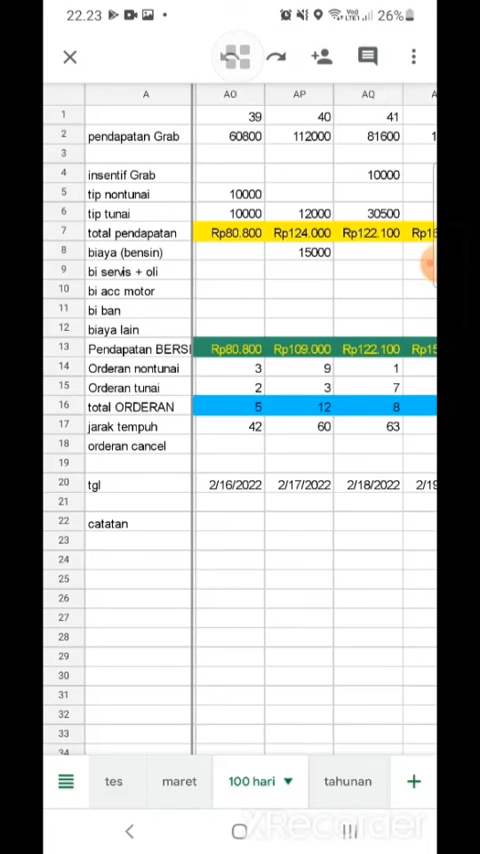 22.23 26%
A AO AP AQ
1 39 40 41
2 pendapatan Grab 60800 112000 81600 1
3
4 insentif Grab 10000
5 tip nontunai 10000
6 tip tunai 10000 12000 30500
7 total pendapatan Rp80.800 Rp124.000 Rp122.100
8 biaya (bensin) 15000
9 bi servis + oli
10 bi acc motor
11 bi ban
12 biaya lain
13 Pendapatan BERSI Rp80.800 Rp109.000 Rp122.100 Rp15
14 Orderan nontunai 3 9 1
15 Orderan tunai 2 3 7
16 total ORDERAN 5 12 8
17 jarak tempuh 42 60 63
18 orderan cancel
19
20 tgl 2/16/2022 2/17/2022 2/18/2022 2/19
21
22 catatan
23
24
25
26
27
28
29
30
31
32
33
34
tes maret 100 hari tahunan
XRecorder